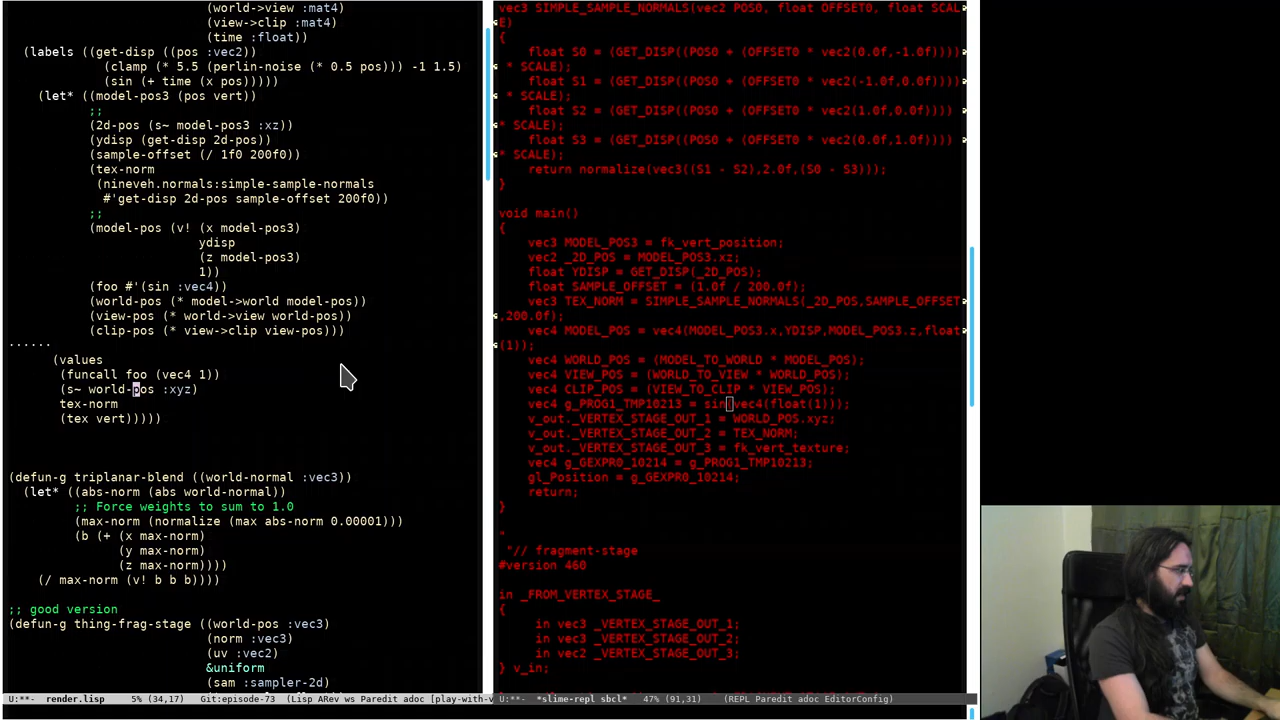 (world->view :mat4)
(view->clip :mat4)
(time :float))
(labels ((get-disp ((pos :vec2))
(clamp (* 5.5 (perlin-noise (* 0.5 pos))) -1 1.5)
(sin (+ time (x pos)))))
(let* ((model-pos3 (pos vert))
;;
(2d-pos (s~ model-pos3 :xz))
(ydisp (get-disp 2d-pos))
(sample-offset (/ 1f0 200f0))
(tex-norm
(nineveh.normals:simple-sample-normals
#'get-disp 2d-pos sample-offset 200f0))
;;
(model-pos (v! (x model-pos3)
ydisp
(z model-pos3)
1))
(foo #'(sin :vec4))
(world-pos (* model->world model-pos))
(view-pos (* world->view world-pos))
(clip-pos (* view->clip view-pos)))
......
(values
(funcall foo (vec4 1))
(s~ world-pos :xyz)
tex-norm
(tex vert)))))
(defun-g triplanar-blend ((world-normal :vec3))
(let* ((abs-norm (abs world-normal))
;; Force weights to sum to 1.0
(max-norm (normalize (max abs-norm 0.00001)))
(b (+ (x max-norm)
(y max-norm)
(z max-norm))))
(/ max-norm (v! b b b))))
;; good version
(defun-g thing-frag-stage ((world-pos :vec3)
(norm :vec3)
(uv :vec2)
&uniform
(sam :sampler-2d)
U:**- render.lisp 5% (34,17) Git:episode-73 (Lisp ARev ws Paredit adoc [play-with-v
vec3 SIMPLE_SAMPLE_NORMALS(vec2 POS0, float OFFSET0, float SCAL
E)
{
float S0 = (GET_DISP((POS0 + (OFFSET0 * vec2(0.0f,-1.0f))))
* SCALE);
float S1 = (GET_DISP((POS0 + (OFFSET0 * vec2(-1.0f,0.0f))))
* SCALE);
float S2 = (GET_DISP((POS0 + (OFFSET0 * vec2(1.0f,0.0f))))
* SCALE);
float S3 = (GET_DISP((POS0 + (OFFSET0 * vec2(0.0f,1.0f))))
* SCALE);
return normalize(vec3((S1 - S2),2.0f,(S0 - S3)));
}
void main()
{
vec3 MODEL_POS3 = fk_vert_position;
vec2 _2D_POS = MODEL_POS3.xz;
float YDISP = GET_DISP(_2D_POS);
float SAMPLE_OFFSET = (1.0f / 200.0f);
vec3 TEX_NORM = SIMPLE_SAMPLE_NORMALS(_2D_POS,SAMPLE_OFFSET
,200.0f);
vec4 MODEL_POS = vec4(MODEL_POS3.x,YDISP,MODEL_POS3.z,float
(1));
vec4 WORLD_POS = (MODEL_TO_WORLD * MODEL_POS);
vec4 VIEW_POS = (WORLD_TO_VIEW * WORLD_POS);
vec4 CLIP_POS = (VIEW_TO_CLIP * VIEW_POS);
vec4 g_PROG1_TMP10213 = sin(vec4(float(1)));
v_out._VERTEX_STAGE_OUT_1 = WORLD_POS.xyz;
v_out._VERTEX_STAGE_OUT_2 = TEX_NORM;
v_out._VERTEX_STAGE_OUT_3 = fk_vert_texture;
vec4 g_GEXPR0_10214 = g_PROG1_TMP10213;
gl_Position = g_GEXPR0_10214;
return;
}
"
"// fragment-stage
#version 460
in _FROM_VERTEX_STAGE_
{
in vec3 _VERTEX_STAGE_OUT_1;
in vec3 _VERTEX_STAGE_OUT_2;
in vec2 _VERTEX_STAGE_OUT_3;
} v_in;
U:**- *slime-repl sbcl* 47% (91,31) (REPL Paredit adoc EditorConfig)